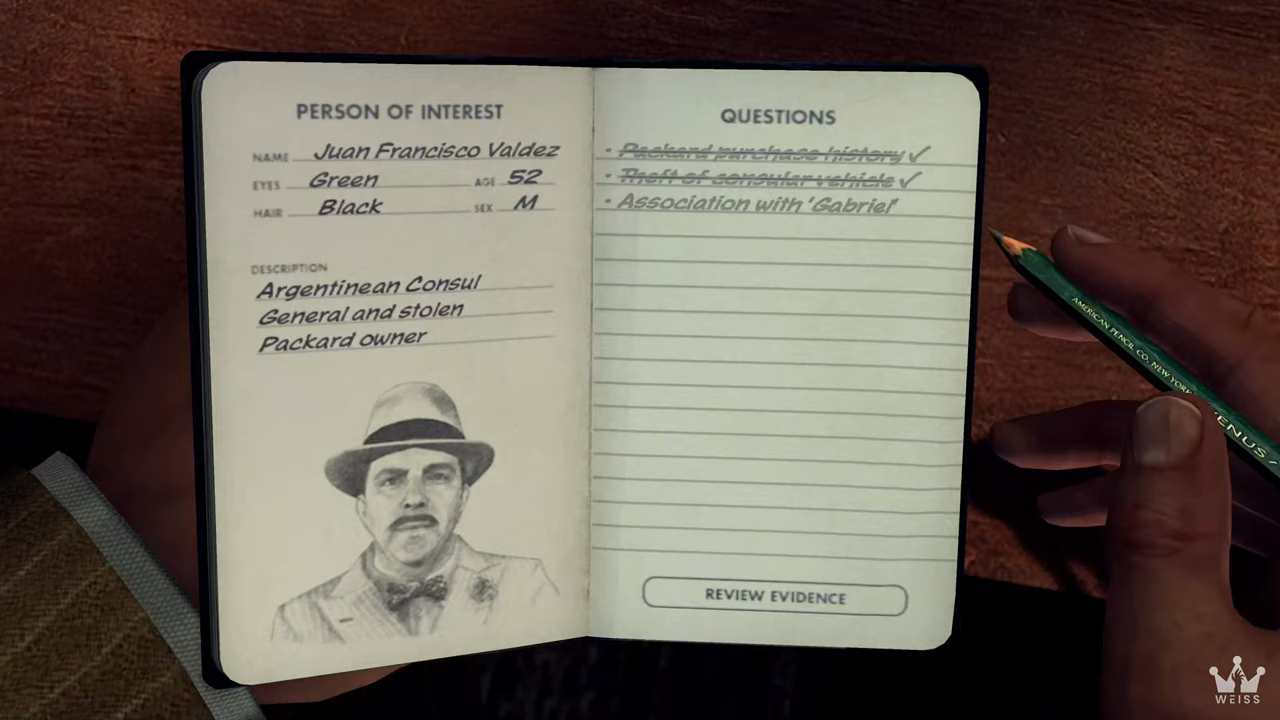 PERSON OF INTEREST
NAME Juan Francisco Valdez
EYES Green AGE 52
HAIR Black SEX M
DESCRIPTION
Argentinean Consul
General and stolen
Packard owner
QUESTIONS
• Packard purchase history ✓
• Theft of consular vehicle ✓
• Association with 'Gabriel'
REVIEW EVIDENCE
AMERICAN PENCIL CO. NEW YORK
VENUS
WEISS